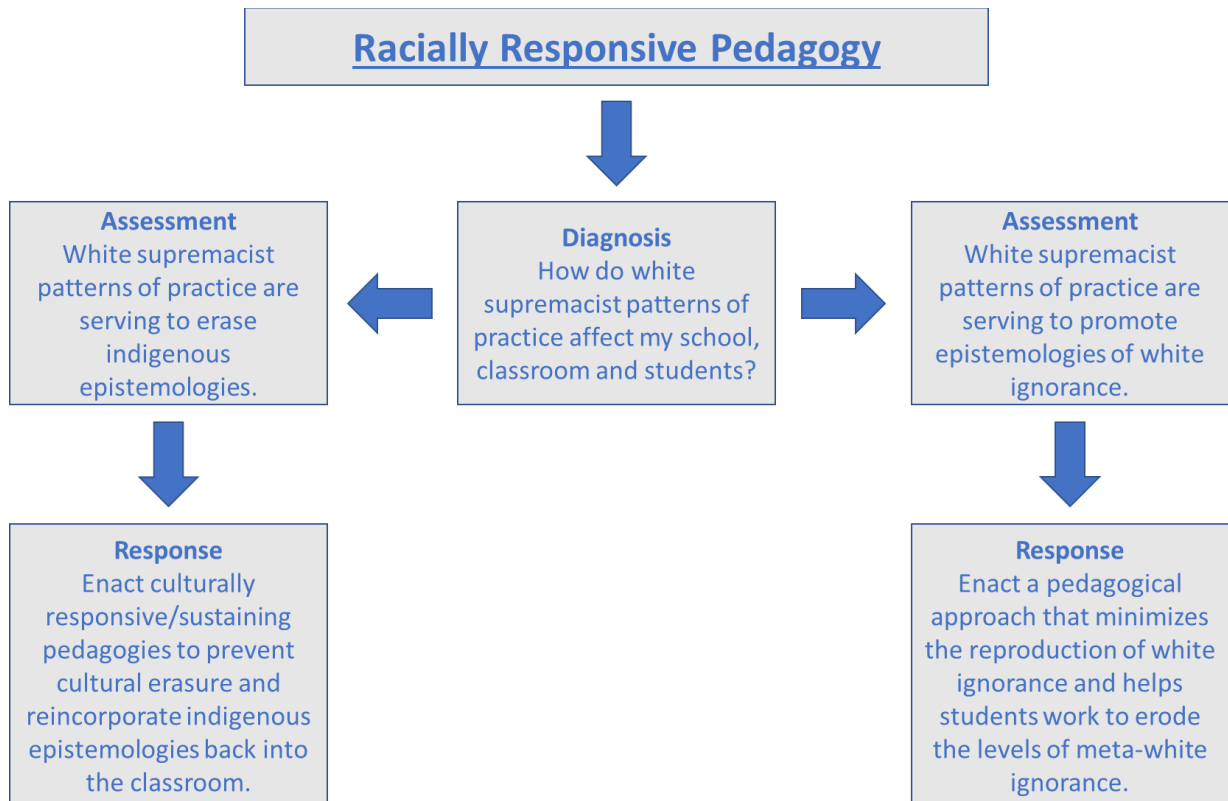 Racially Responsive Pedagogy
Assessment
White supremacist
patterns of practice are
serving to erase
indigenous
epistemologies.
Diagnosis
How do white
supremacist patterns of
practice affect my school,
classroom and students?
Assessment
White supremacist
patterns of practice are
serving to promote
epistemologies of white
ignorance.
Response
Enact culturally
responsive/sustaining
pedagogies to prevent
cultural erasure and
reincorporate indigenous
epistemologies back into
the classroom.
Response
Enact a pedagogical
approach that minimizes
the reproduction of white
ignorance and helps
students work to erode
the levels of meta-white
ignorance.